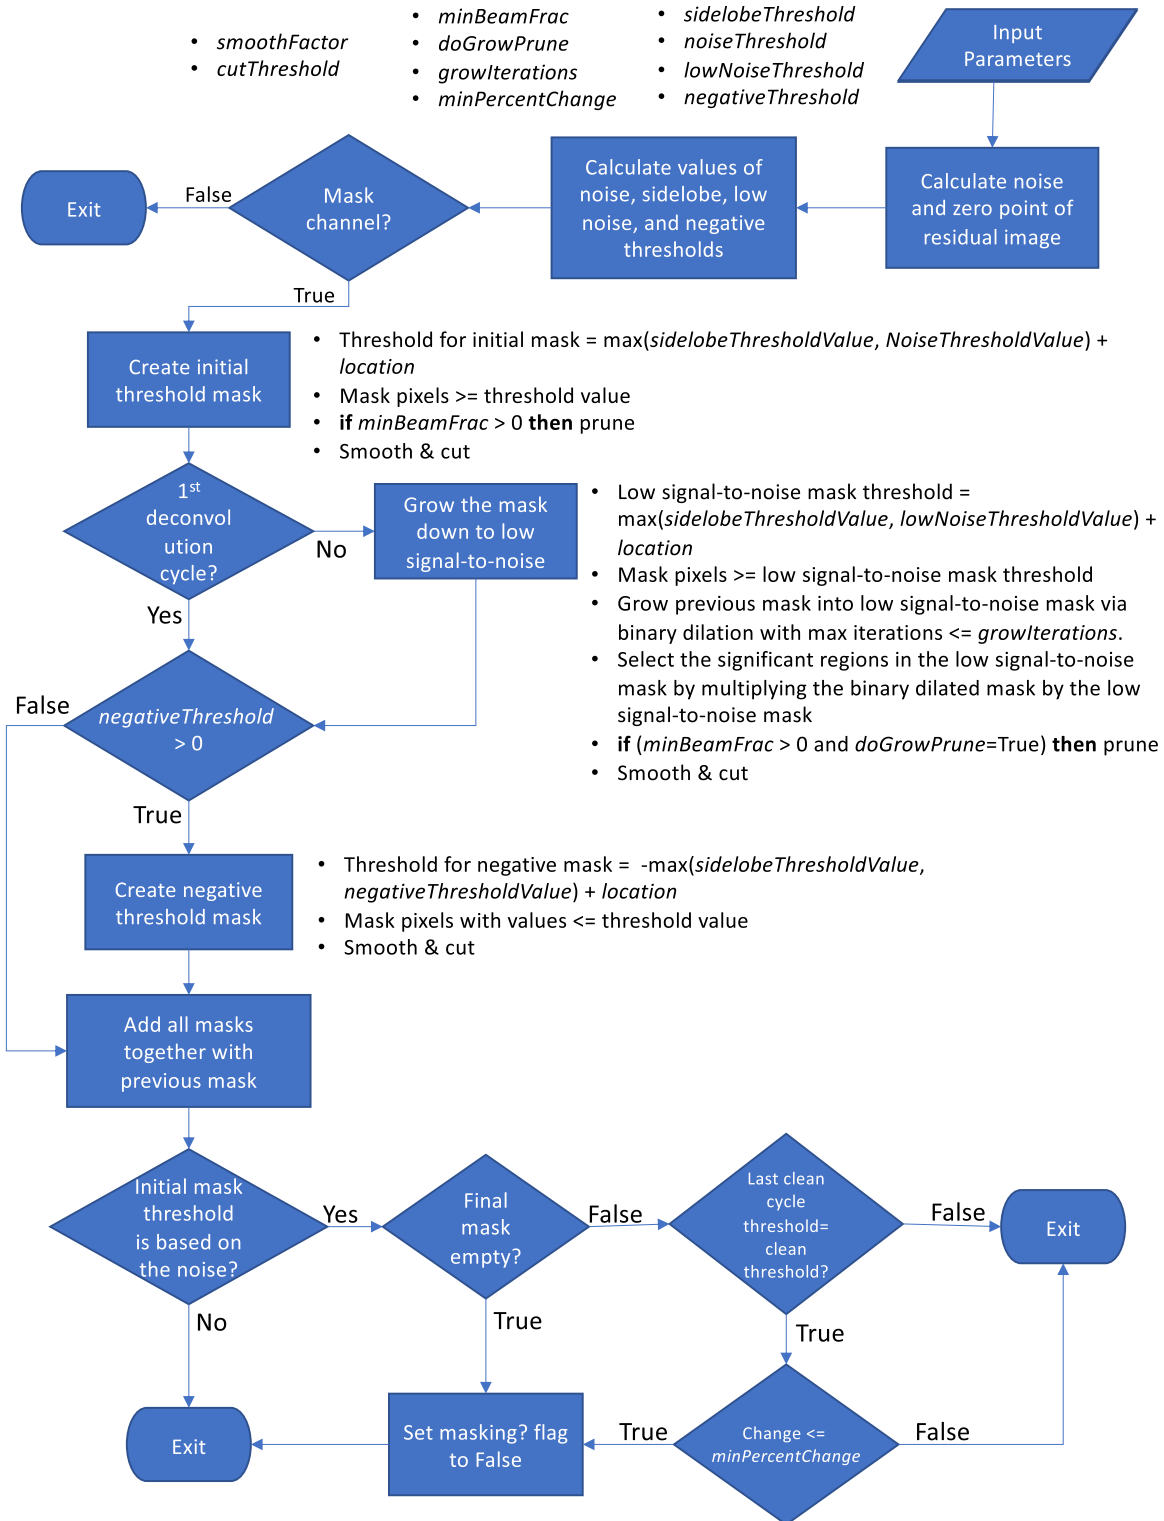 • smoothFactor
• cutThreshold
• minBeamFrac
• doGrowPrune
• growIterations
• minPercentChange
• sidelobeThreshold
• noiseThreshold
• lowNoiseThreshold
• negativeThreshold
Input
Parameters
Calculate noise
and zero point of
residual image
Calculate values of
noise, sidelobe, low
noise, and negative
thresholds
Mask
channel?
False
Exit
True
Create initial
threshold mask
• Threshold for initial mask = max(sidelobeThresholdValue, NoiseThresholdValue) +
location
• Mask pixels >= threshold value
• if minBeamFrac > 0 then prune
• Smooth & cut
1st
deconvol
ution
cycle?
No
Yes
Grow the mask
down to low
signal-to-noise
• Low signal-to-noise mask threshold =
max(sidelobeThresholdValue, lowNoiseThresholdValue) +
location
• Mask pixels >= low signal-to-noise mask threshold
• Grow previous mask into low signal-to-noise mask via
binary dilation with max iterations <= growIterations.
• Select the significant regions in the low signal-to-noise
mask by multiplying the binary dilated mask by the low
signal-to-noise mask
• if (minBeamFrac > 0 and doGrowPrune=True) then prune
• Smooth & cut
False
negativeThreshold
> 0
True
Create negative
threshold mask
• Threshold for negative mask = -max(sidelobeThresholdValue,
negativeThresholdValue) + location
• Mask pixels with values <= threshold value
• Smooth & cut
Add all masks
together with
previous mask
Initial mask
threshold
is based on
the noise?
Yes
No
Final
mask
empty?
False
True
Last clean
cycle
threshold=
clean
threshold?
False
Exit
True
Exit
Set masking? flag
to False
True
Change <=
minPercentChange
False